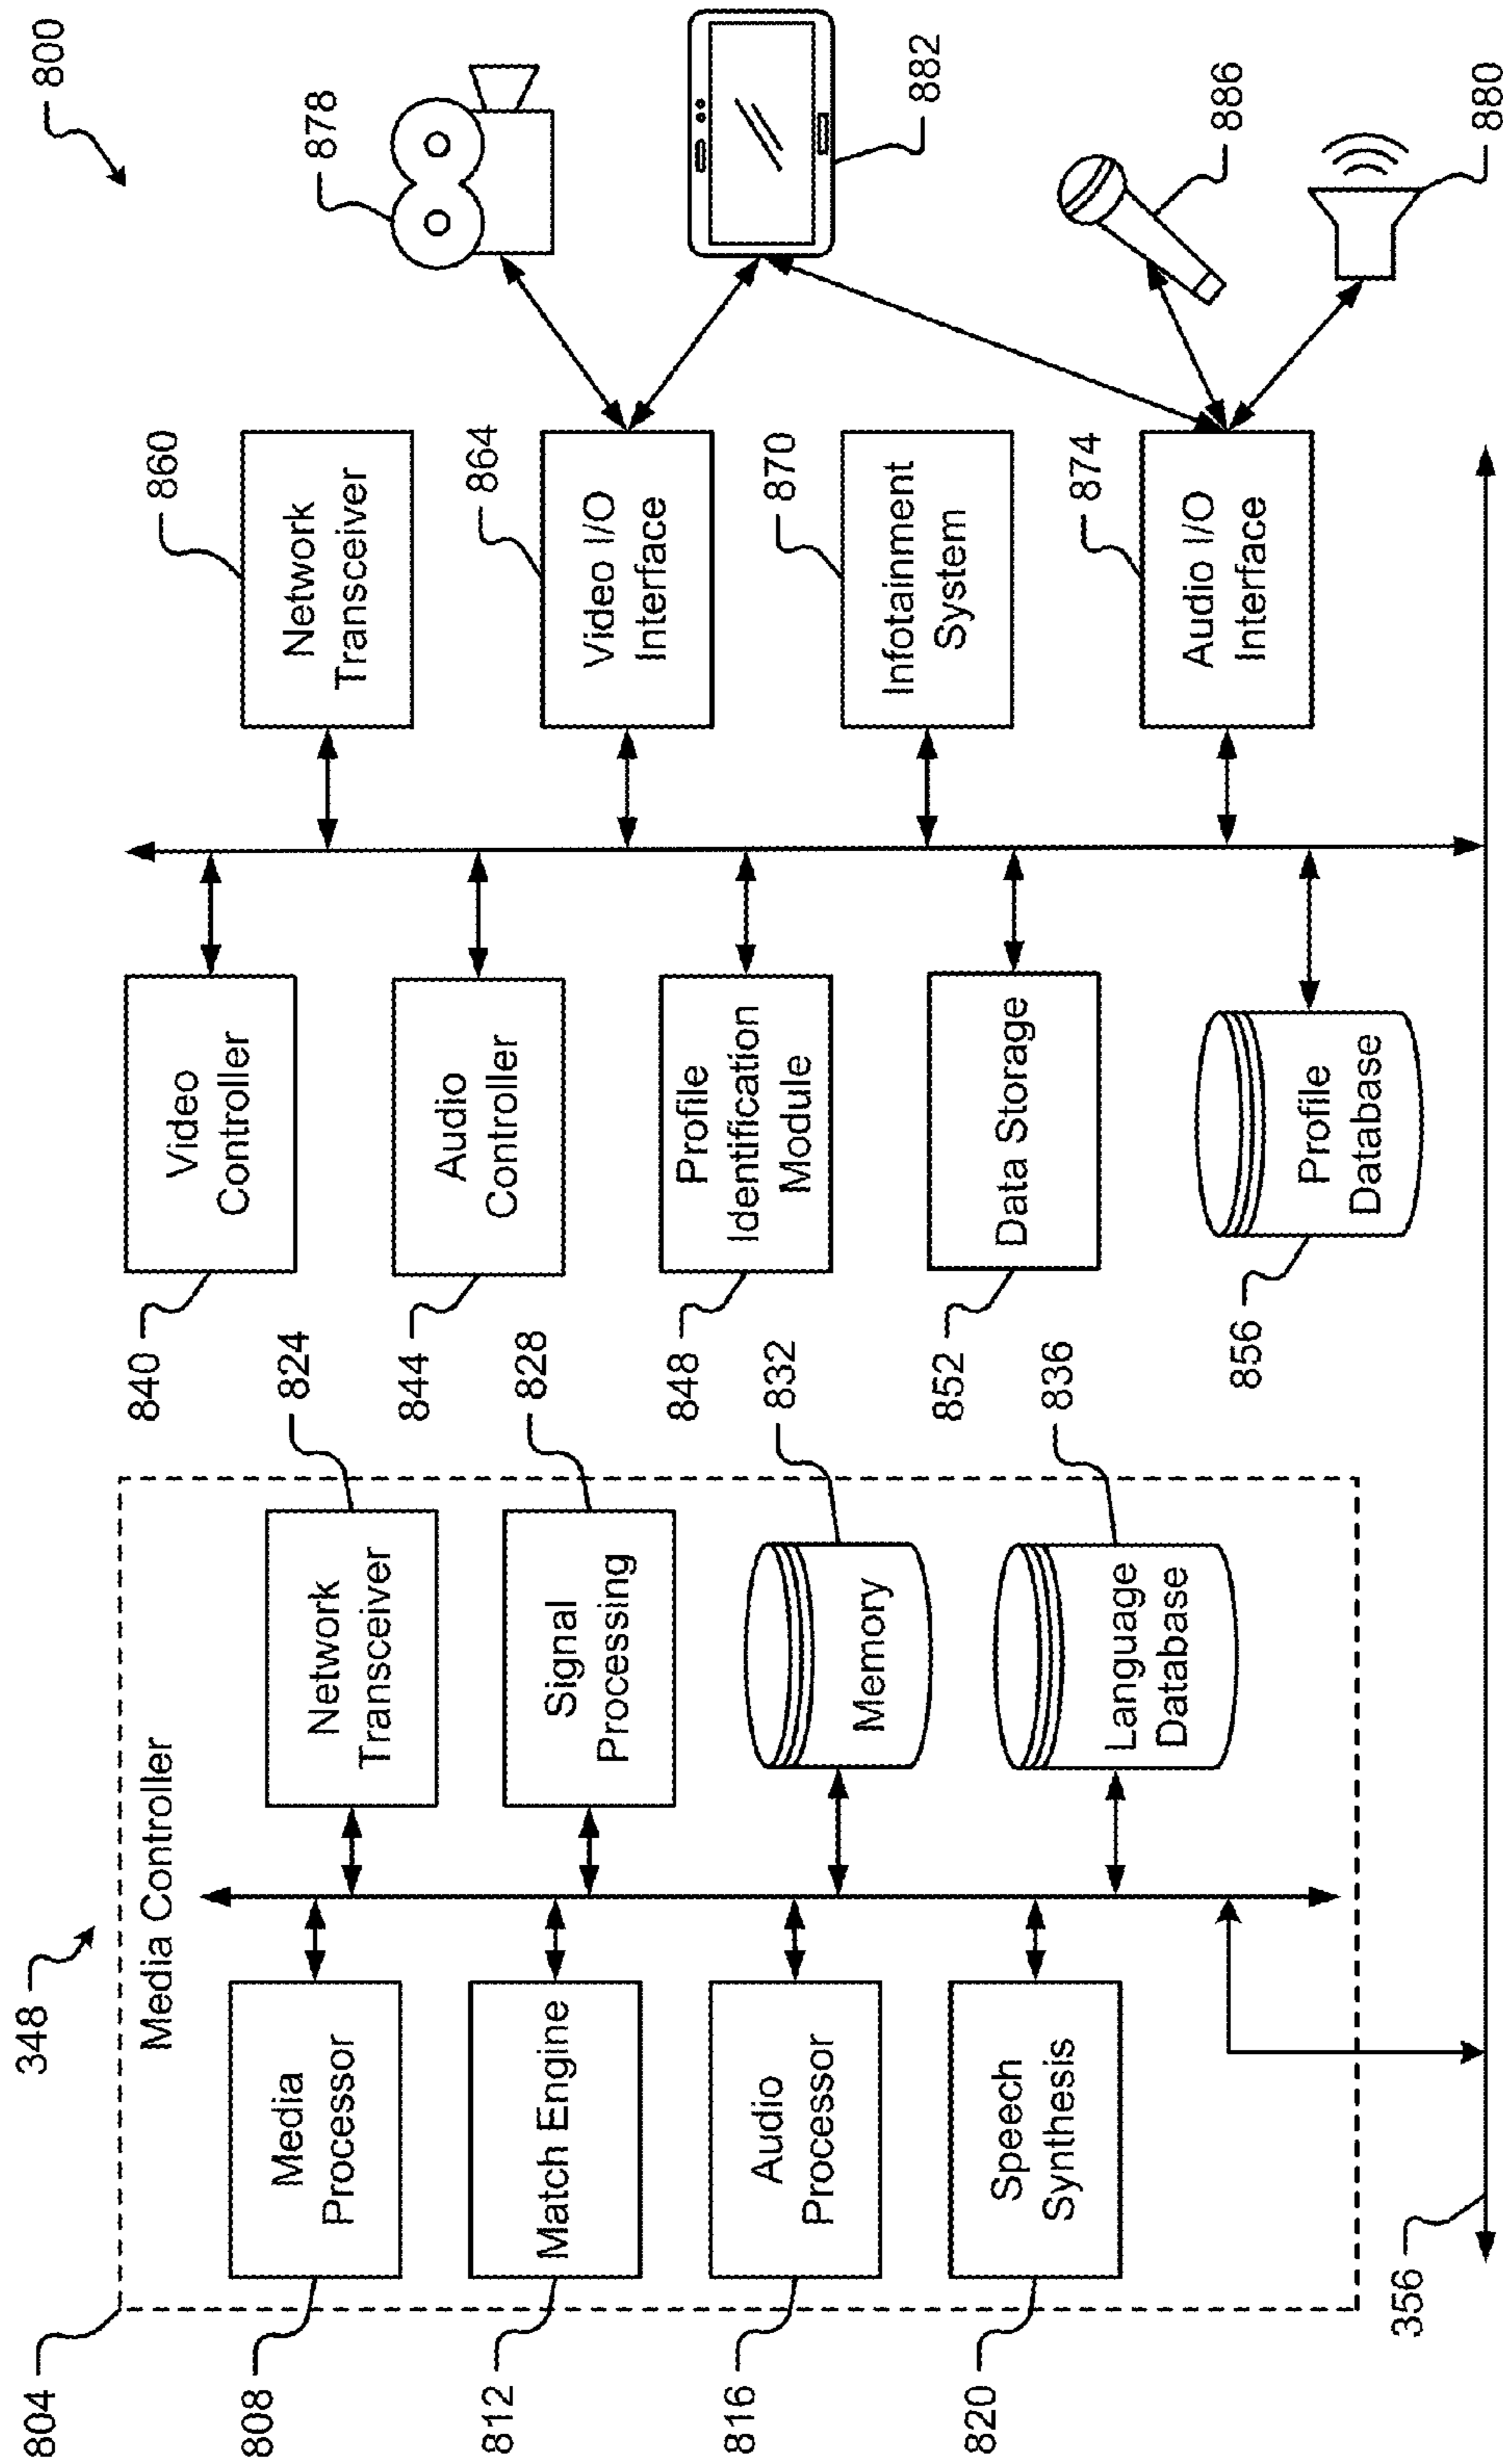 800
348
804
Media Controller
808
Media
Processor
812
Match Engine
816
Audio
Processor
820
Speech
Synthesis
824
Network
Transceiver
828
Signal
Processing
832
Memory
836
Language
Database
840
Video
Controller
844
Audio
Controller
848
Profile
Identification
Module
852
Data Storage
856
Profile
Database
860
Network
Transceiver
864
Video I/O
Interface
870
Infotainment
System
874
Audio I/O
Interface
878
882
886
880
356